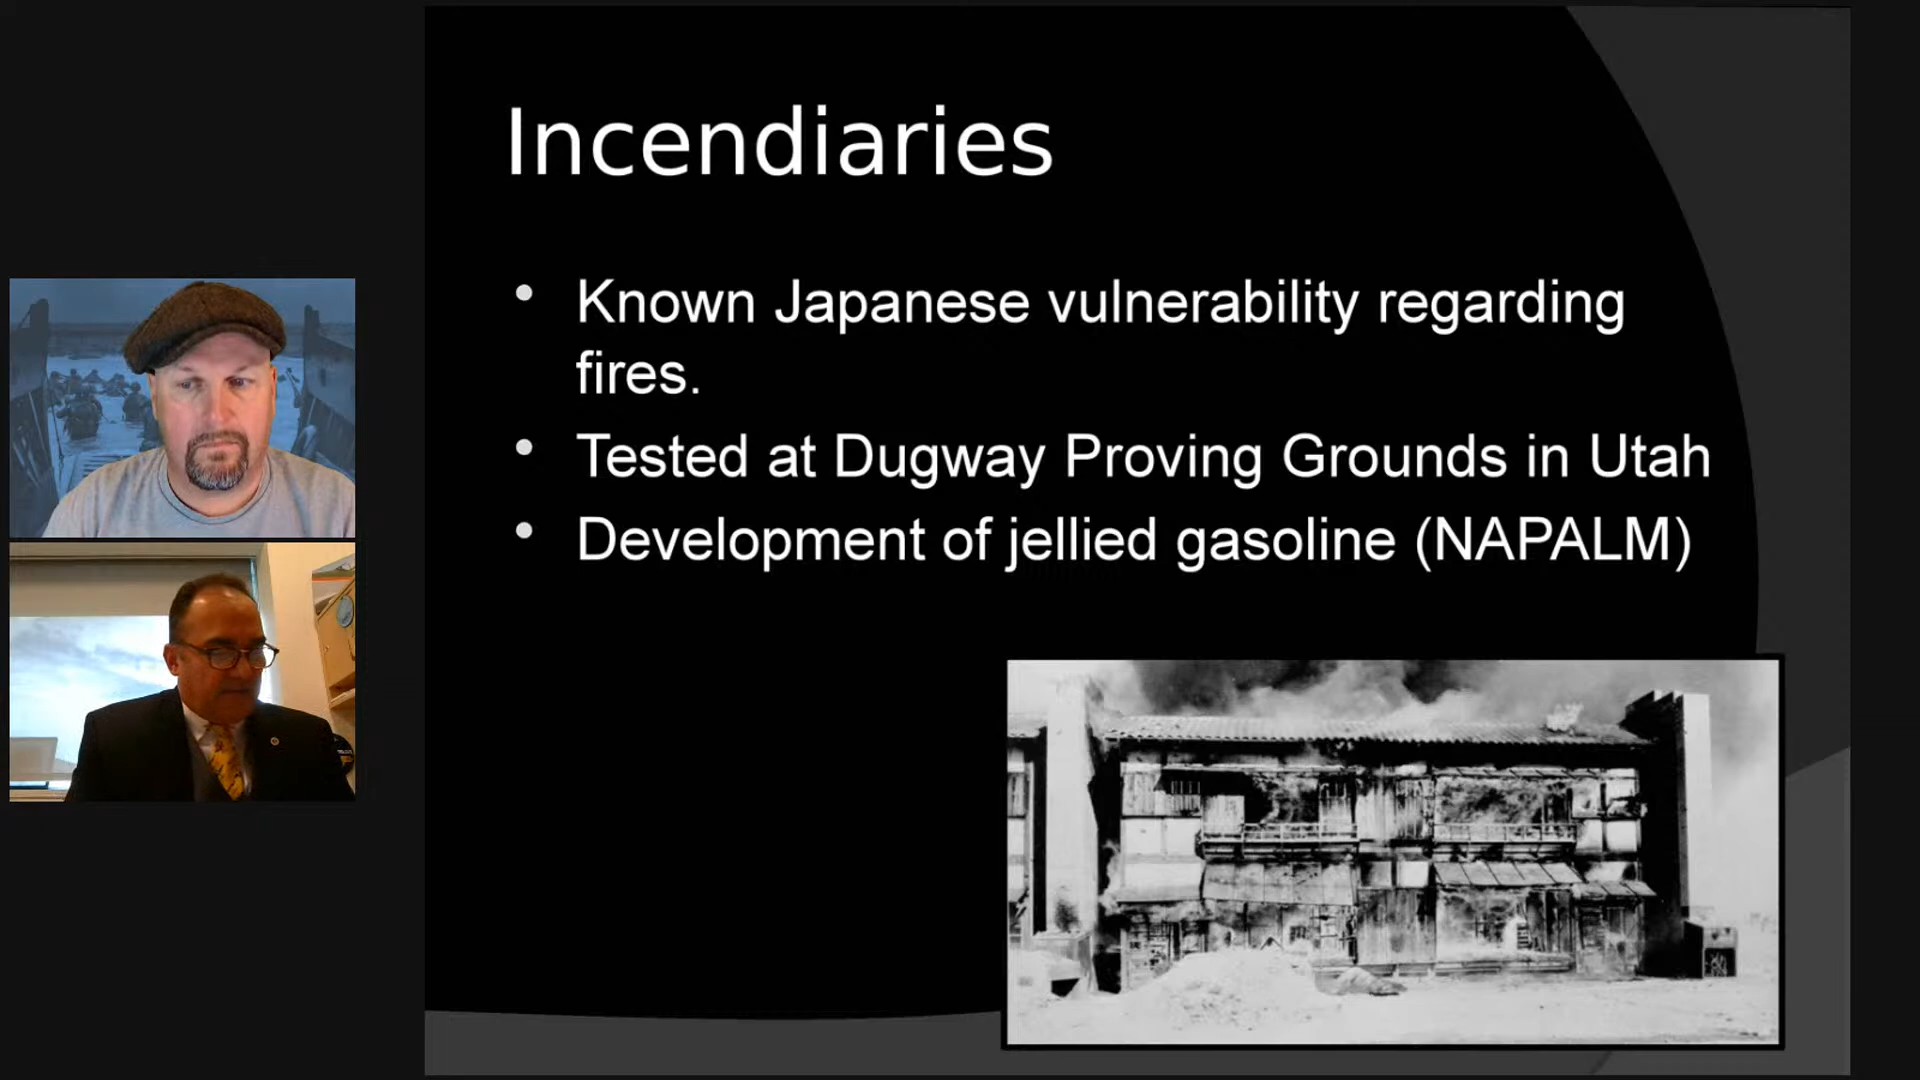 Incendiaries
• Known Japanese vulnerability regarding
fires.
• Tested at Dugway Proving Grounds in Utah
• Development of jellied gasoline (NAPALM)